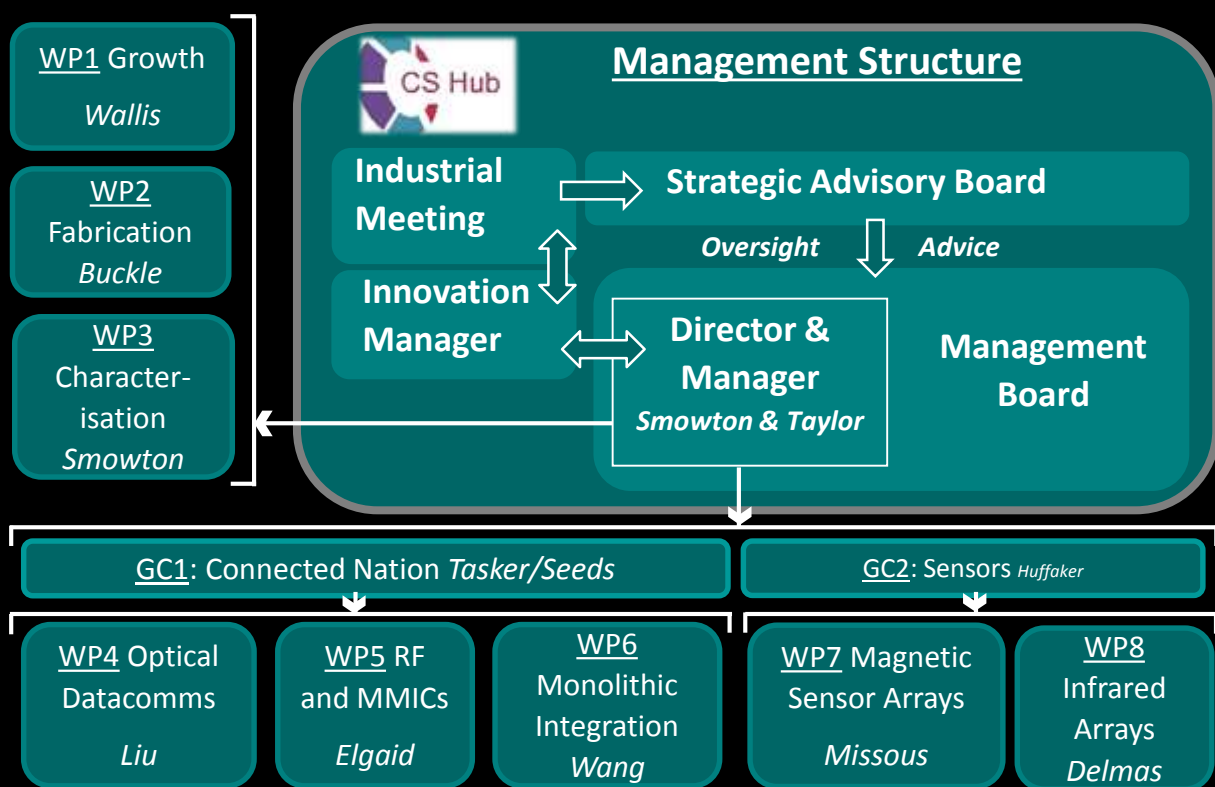 WP1 Growth
Wallis
WP2
Fabrication
Buckle
WP3
Character-
isation
Smowton
CS Hub
Management Structure
Industrial
Meeting
Strategic Advisory Board
Oversight
Advice
Innovation
Manager
Director &
Manager
Smowton & Taylor
Management
Board
GC1: Connected Nation Tasker/Seeds
GC2: Sensors Huffaker
WP4 Optical
Datacomms
Liu
WP5 RF
and MMICs
Elgaid
WP6
Monolithic
Integration
Wang
WP7 Magnetic
Sensor Arrays
Missous
WP8
Infrared
Arrays
Delmas